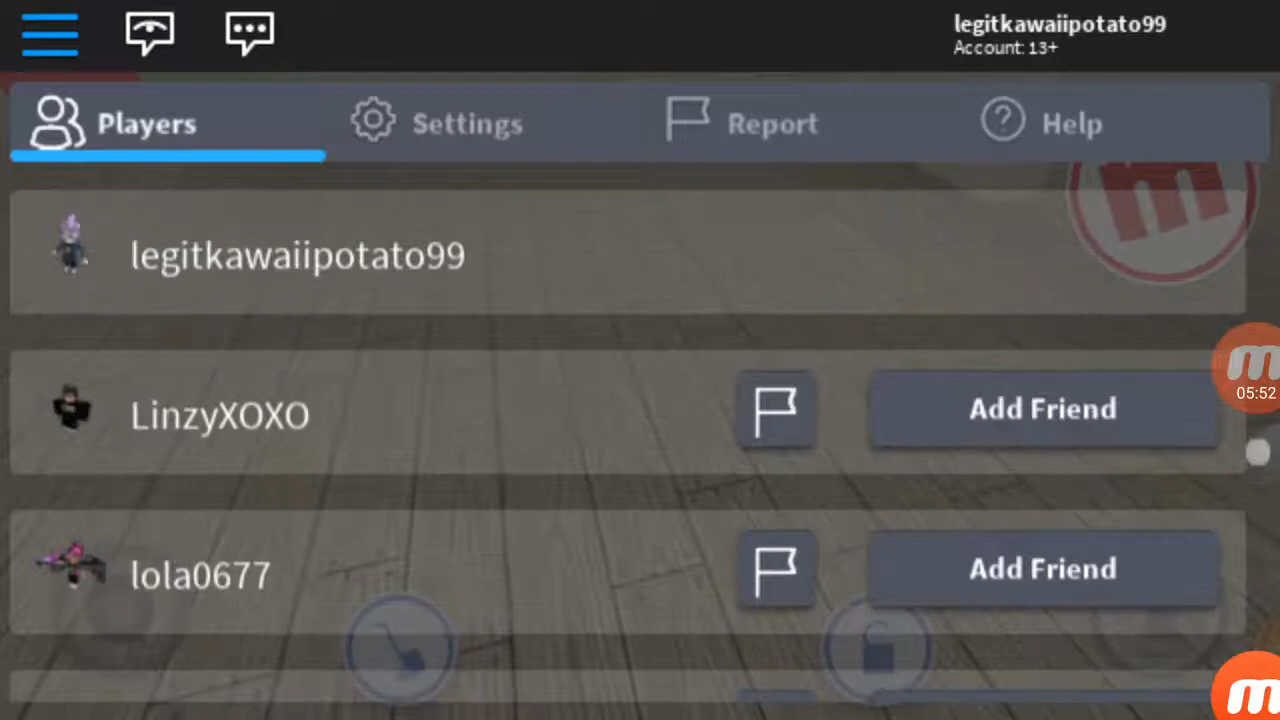 legitkawaiipotato99
Account: 13+
Players
Settings
Report
Help
legitkawaiipotato99
LinzyXOXO
Add Friend
05:52
lola0677
Add Friend